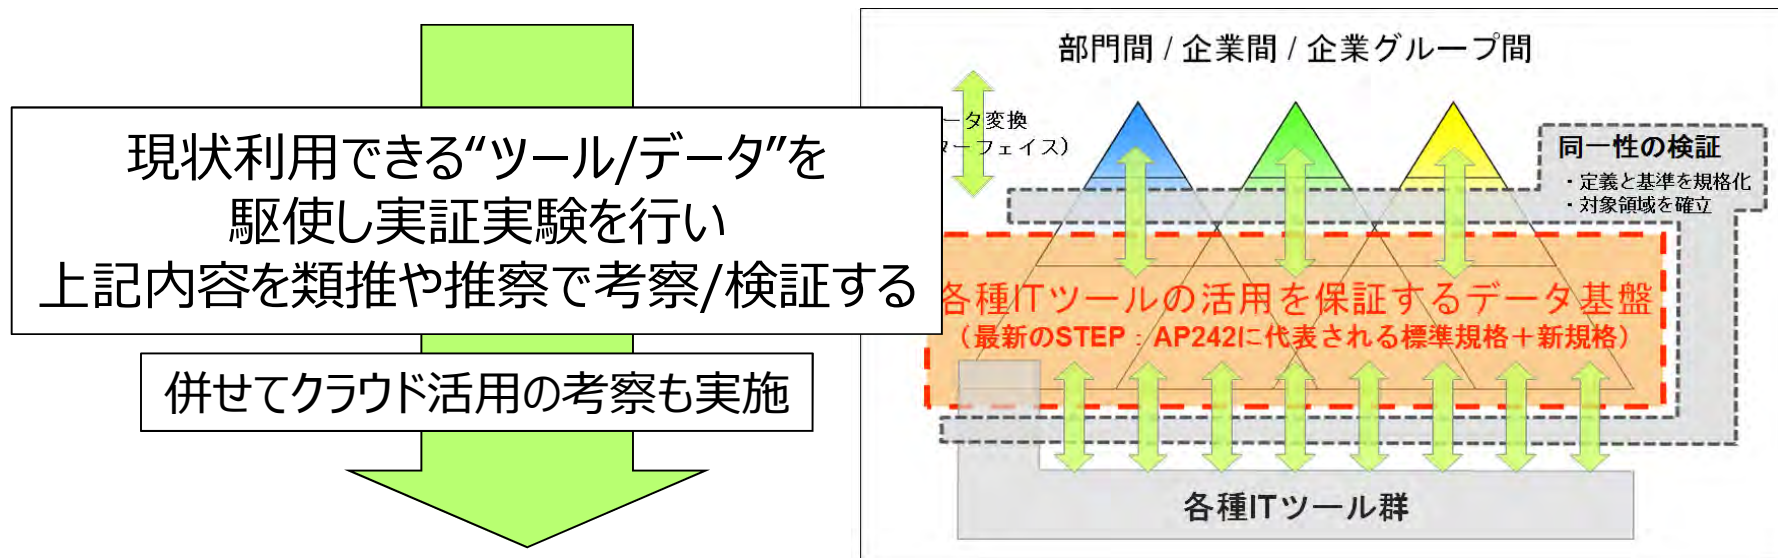 現状利用できる“ツール/データ”を
駆使し実証実験を行い
上記内容を類推や推察で考察/検証する
併せてクラウド活用の考察も実施
部門間 / 企業間 / 企業グループ間
ータ変換
ーフェイス）
同一性の検証
・定義と基準を規格化
・対象領域を確立
各種ITツールの活用を保証するデータ基盤
（最新のSTEP：AP242に代表される標準規格＋新規格）
各種ITツール群